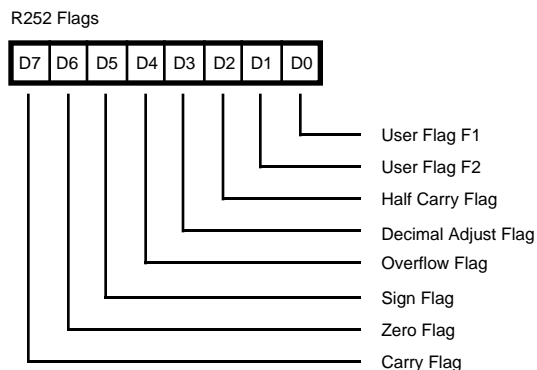 R252 Flags
D7 D6 D5 D4 D3 D2 D1 D0
User Flag F1
User Flag F2
Half Carry Flag
Decimal Adjust Flag
Overflow Flag
Sign Flag
Zero Flag
Carry Flag